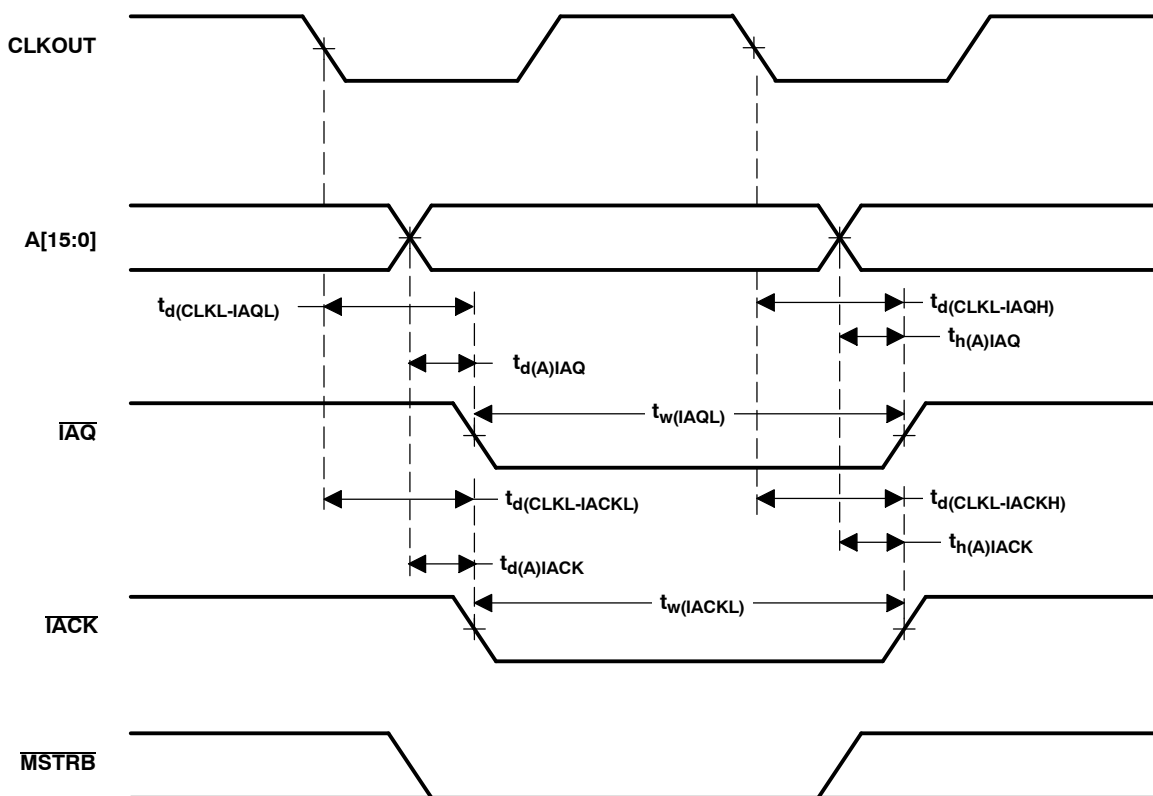 CLKOUT
A[15:0]
td(CLKL-IAQL)
td(CLKL-IAQH)
th(A)IAQ
td(A)IAQ
tw(IAQL)
IAQ
td(CLKL-IACKL)
td(CLKL-IACKH)
th(A)IACK
td(A)IACK
tw(IACKL)
IACK
MSTRB